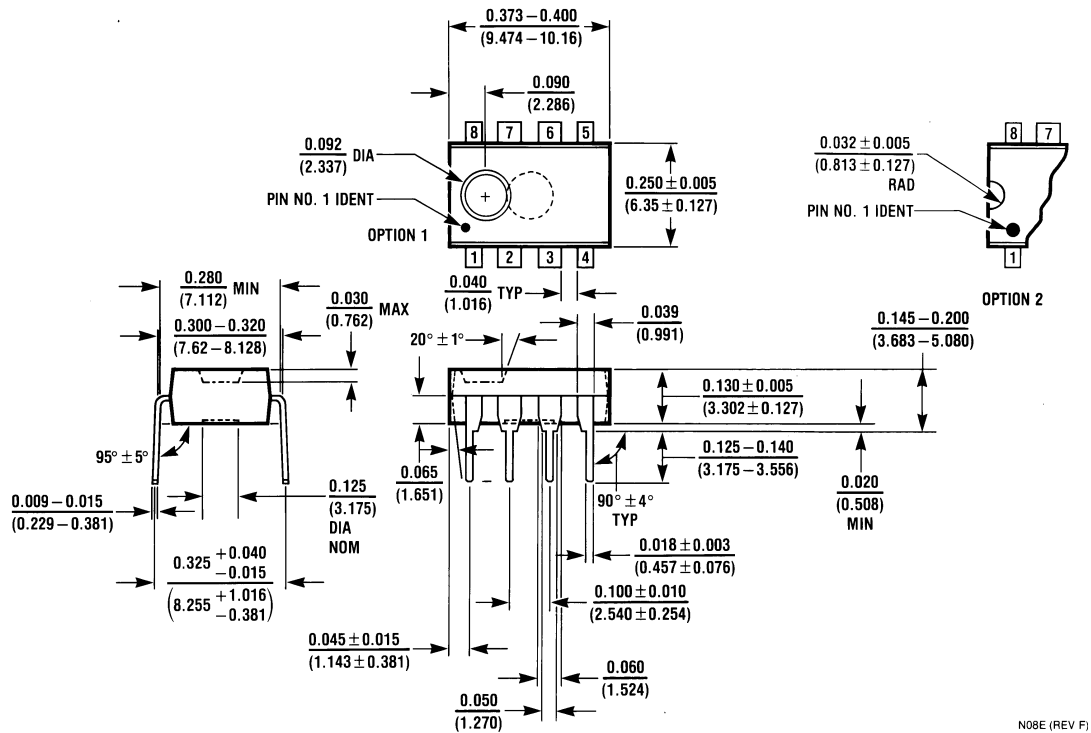 0.373–0.400
(9.474–10.16)
0.090
(2.286)
8 7 6 5
0.092 DIA
(2.337)
PIN NO. 1 IDENT
OPTION 1
0.250 ± 0.005
(6.35 ± 0.127)
1 2 3 4
0.032 ± 0.005
(0.813 ± 0.127)
RAD
PIN NO. 1 IDENT
8 7
1
OPTION 2
0.280 MIN
(7.112)
0.300–0.320
(7.62–8.128)
0.030 MAX
(0.762)
0.040 TYP
(1.016)
0.039
(0.991)
20° ± 1°
0.145–0.200
(3.683–5.080)
0.130 ± 0.005
(3.302 ± 0.127)
0.125–0.140
(3.175–3.556)
0.020
(0.508)
MIN
95° ± 5°
0.009–0.015
(0.229–0.381)
0.125
(3.175)
DIA
NOM
0.065
(1.651)
90° ± 4°
TYP
0.018 ± 0.003
(0.457 ± 0.076)
0.325 +0.040
−0.015
(8.255 +1.016
−0.381)
0.100 ± 0.010
(2.540 ± 0.254)
0.045 ± 0.015
(1.143 ± 0.381)
0.060
(1.524)
0.050
(1.270)
N08E (REV F)